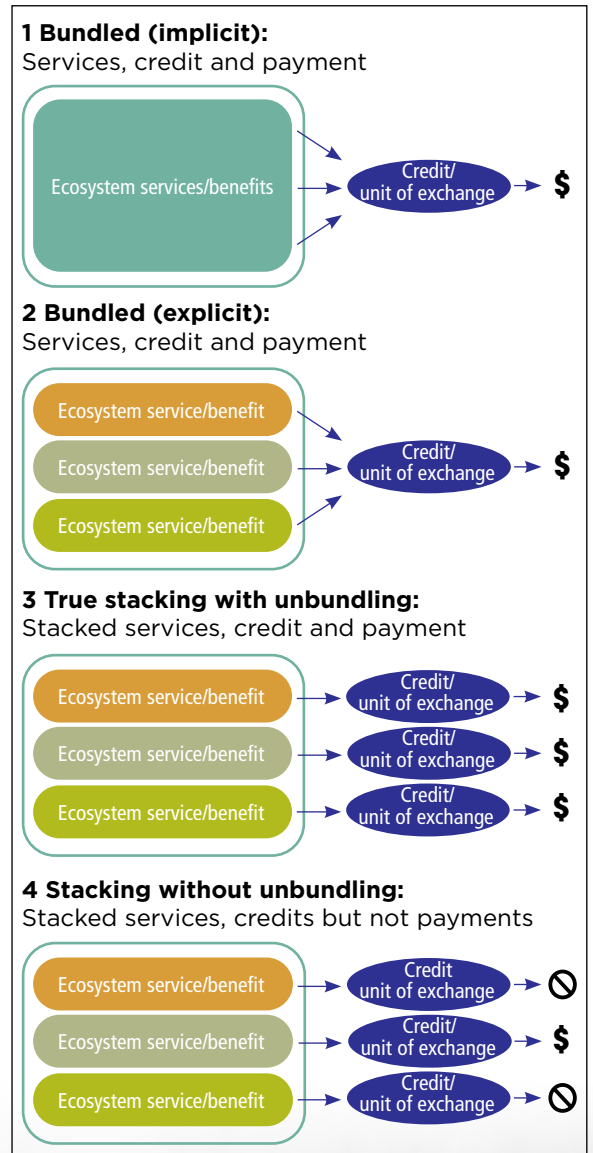 1 Bundled (implicit):
Services, credit and payment
Ecosystem services/benefits
Credit/
unit of exchange
$
2 Bundled (explicit):
Services, credit and payment
Ecosystem service/benefit
Ecosystem service/benefit
Ecosystem service/benefit
Credit/
unit of exchange
$
3 True stacking with unbundling:
Stacked services, credit and payment
Ecosystem service/benefit
Credit/
unit of exchange
$
Ecosystem service/benefit
Credit/
unit of exchange
$
Ecosystem service/benefit
Credit/
unit of exchange
$
4 Stacking without unbundling:
Stacked services, credits but not payments
Ecosystem service/benefit
Credit
unit of exchange
Ecosystem service/benefit
Credit/
unit of exchange
$
Ecosystem service/benefit
Credit/
unit of exchange